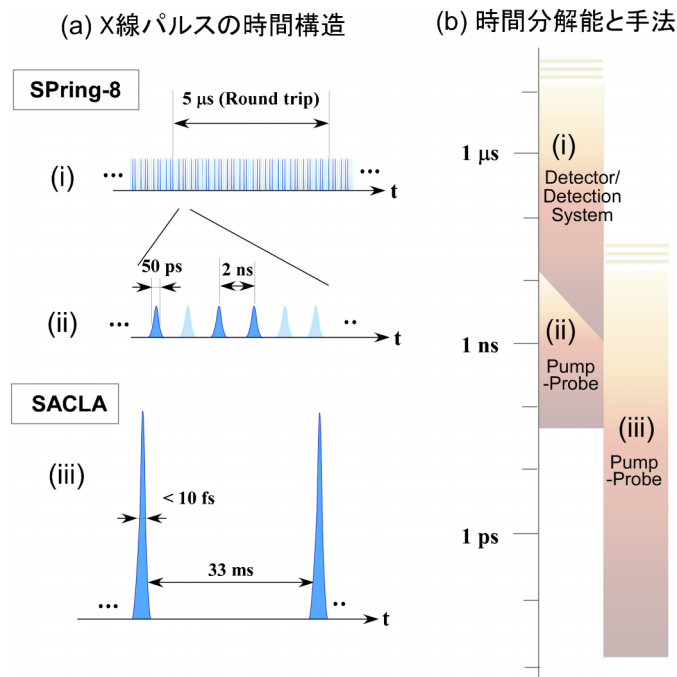 (a) X線パルスの時間構造
SPring-8
5 μs (Round trip)
(i)
•••
•••
t
50 ps
2 ns
(ii)
•••
••
t
SACLA
(iii)
< 10 fs
33 ms
•••
••
t
(b) 時間分解能と手法
1 μs
(i)
Detector/
Detection
System
1 ns
(ii)
Pump
-Probe
(iii)
Pump
-Probe
1 ps